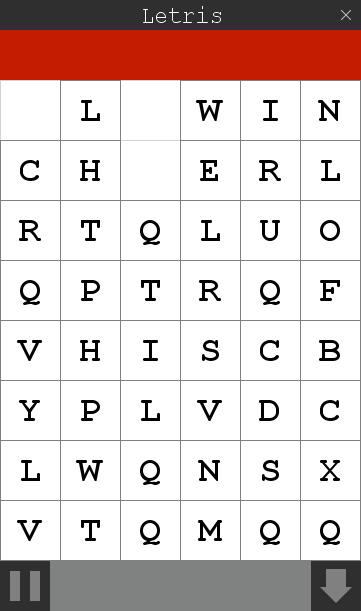 Letris
L W I N
C H E R L
R T Q L U O
Q P T R Q F
V H I S C B
Y P L V D C
L W Q N S X
V T Q M Q Q